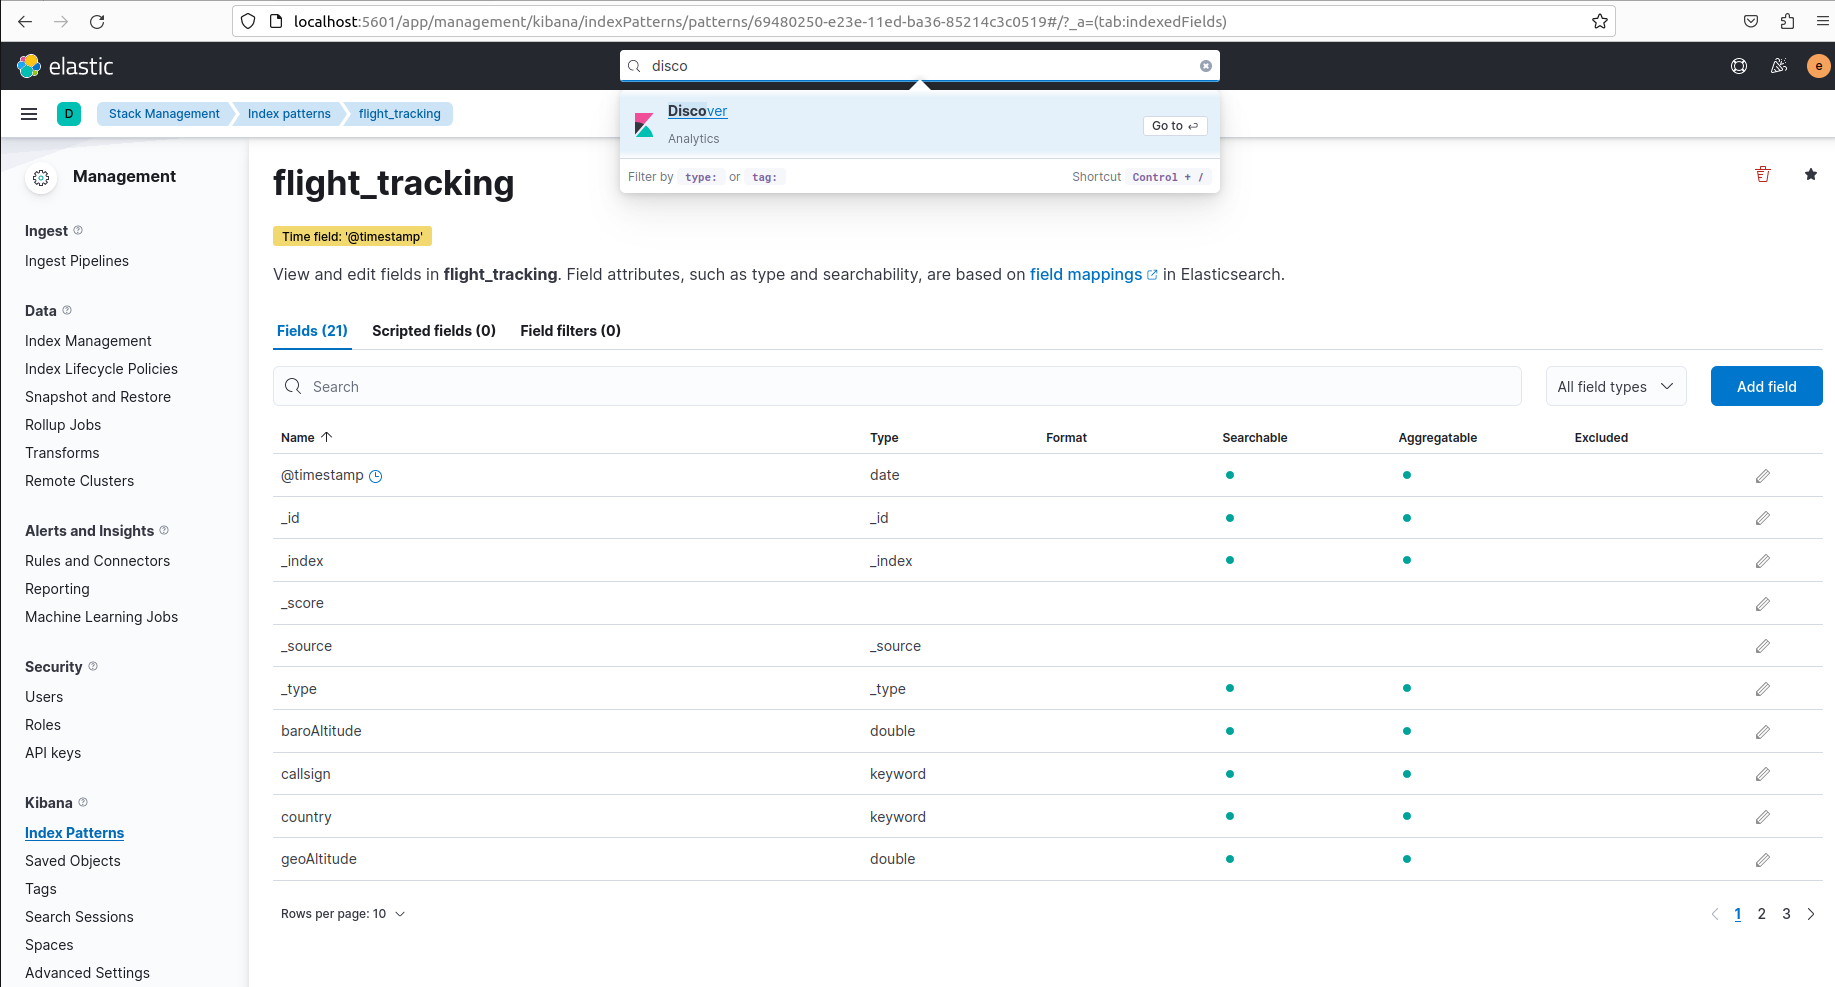 localhost:5601/app/management/kibana/indexPatterns/patterns/69480250-e23e-11ed-ba36-85214c3c0519#/?_a=(tab:indexedFields)
elastic
disco
e
D
Stack Management
Index patterns
flight_tracking
Discover
Analytics
Go to
Filter by type: or tag:
Shortcut Control + /
Management
Ingest
Ingest Pipelines
Data
Index Management
Index Lifecycle Policies
Snapshot and Restore
Rollup Jobs
Transforms
Remote Clusters
Alerts and Insights
Rules and Connectors
Reporting
Machine Learning Jobs
Security
Users
Roles
API keys
Kibana
Index Patterns
Saved Objects
Tags
Search Sessions
Spaces
Advanced Settings
flight_tracking
Time field: '@timestamp'
View and edit fields in flight_tracking. Field attributes, such as type and searchability, are based on field mappings in Elasticsearch.
Fields (21) Scripted fields (0) Field filters (0)
Search
All field types
Add field
Name Type Format Searchable Aggregatable Excluded
@timestamp date
_id _id
_index _index
_score
_source _source
_type _type
baroAltitude double
callsign keyword
country keyword
geoAltitude double
Rows per page: 10
1 2 3